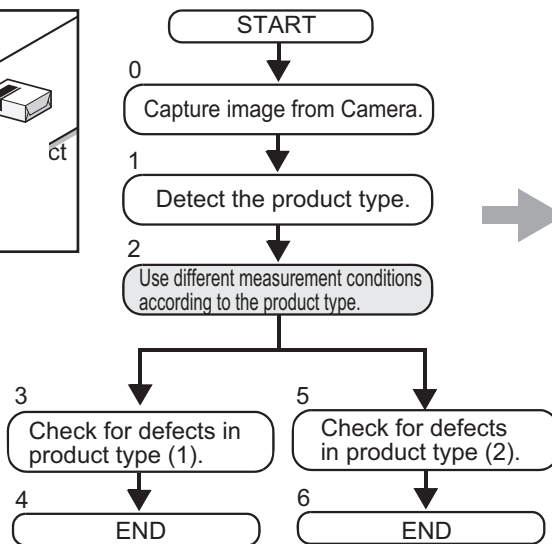 START
0
Capture image from Camera.
ct
1
Detect the product type.
2
Use different measurement conditions
according to the product type.
3
Check for defects in
product type (1).
5
Check for defects
in product type (2).
4
END
6
END